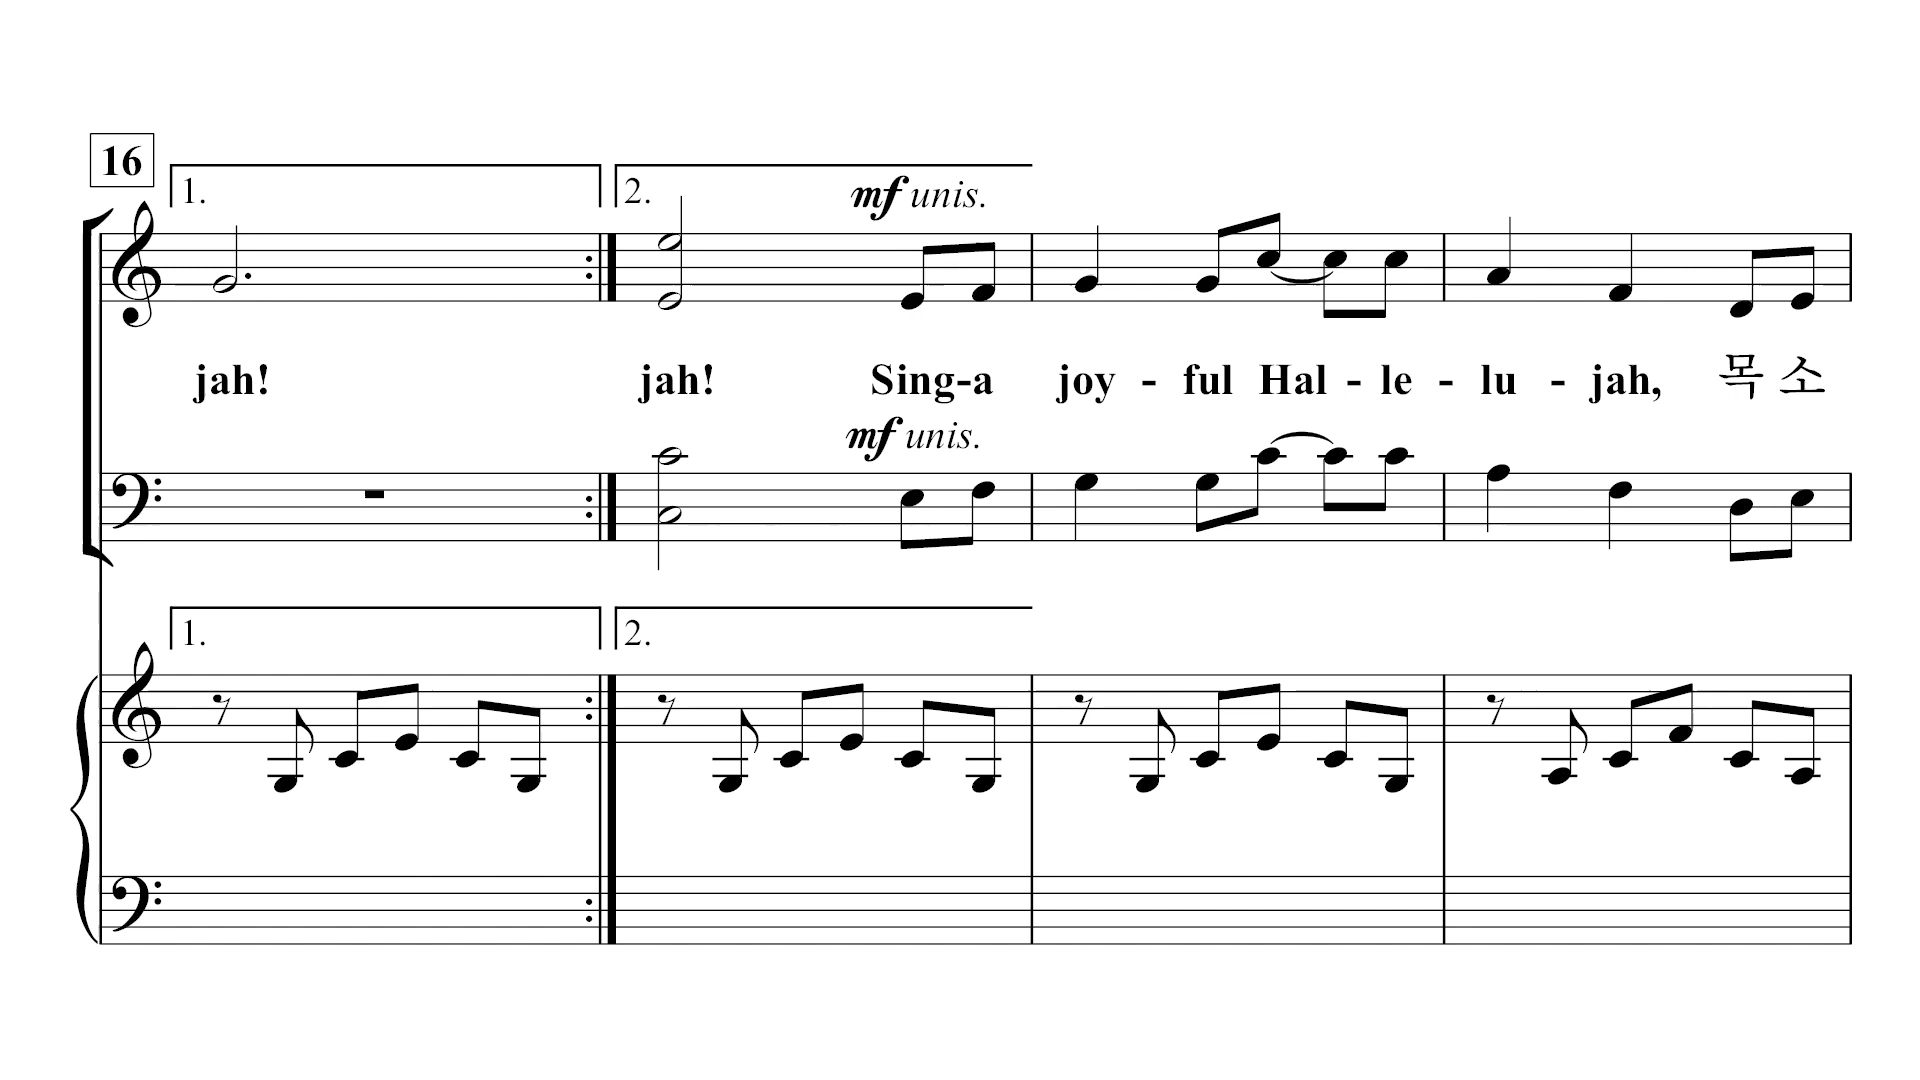 16
1. 2.
mf unis.
jah! jah! Sing-a joy - ful Hal - le - lu - jah, 목 소
mf unis.
1. 2.